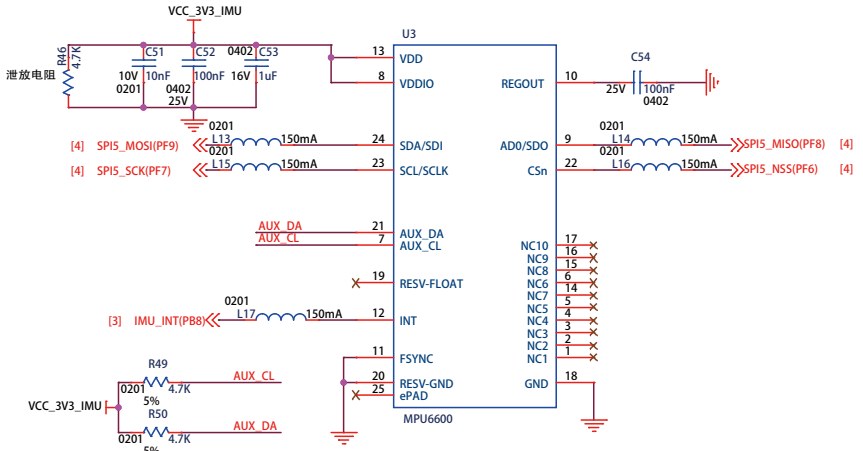 VCC_3V3_IMU
R46
4.7K
泄放电阻
C51
10V 10nF
0201
C52
100nF
0402
25V
0402 C53
16V 1uF
U3
13 VDD
8 VDDIO
REGOUT 10
C54
25V 100nF
0402
[4] SPI5_MOSI(PF9)
0201
L13 150mA
24 SDA/SDI
[4] SPI5_SCK(PF7)
0201
L15 150mA
23 SCL/SCLK
AD0/SDO 9
0201
L14 150mA
SPI5_MISO(PF8) [4]
CSn 22
0201
L16 150mA
SPI5_NSS(PF6) [4]
AUX_DA 21 AUX_DA
AUX_CL 7 AUX_CL
19 RESV-FLOAT
[3] IMU_INT(PB8)
0201
L17 150mA
12 INT
NC10 17
NC9 16
NC8 15
NC6 6
NC7 14
NC5 5
NC4 4
NC3 3
NC2 2
NC1 1
11 FSYNC
20 RESV-GND
25 ePAD
GND 18
MPU6600
VCC_3V3_IMU
R49
0201 4.7K
5%
AUX_CL
R50
0201 4.7K
5%
AUX_DA